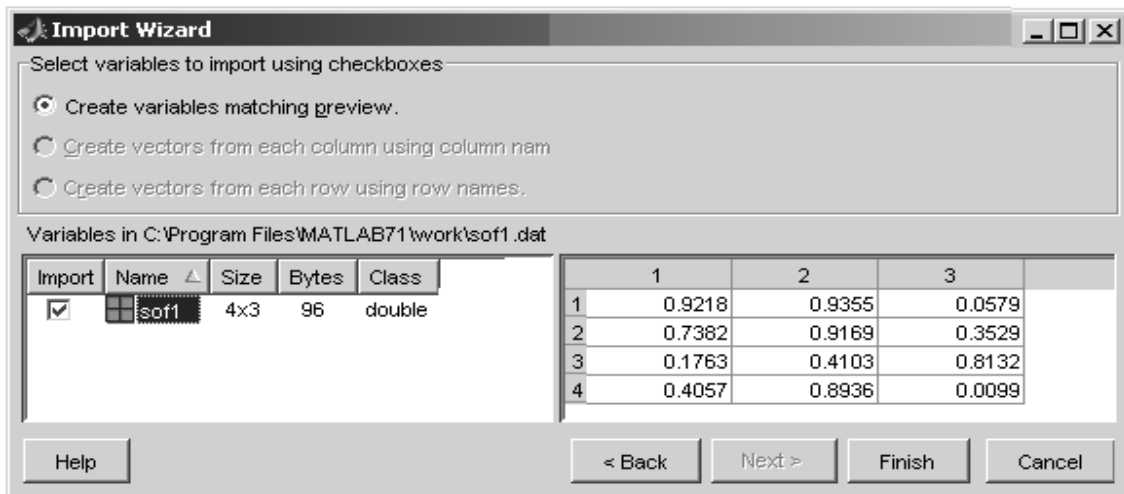 Import Wizard
Select variables to import using checkboxes
Create variables matching preview.
Create vectors from each column using column nam
Create vectors from each row using row names.
Variables in C:\Program Files\MATLAB71\work\sof1.dat
Import Name Size Bytes Class
sof1 4x3 96 double
1 2 3
1 0.9218 0.9355 0.0579
2 0.7382 0.9169 0.3529
3 0.1763 0.4103 0.8132
4 0.4057 0.8936 0.0099
Help < Back Next > Finish Cancel